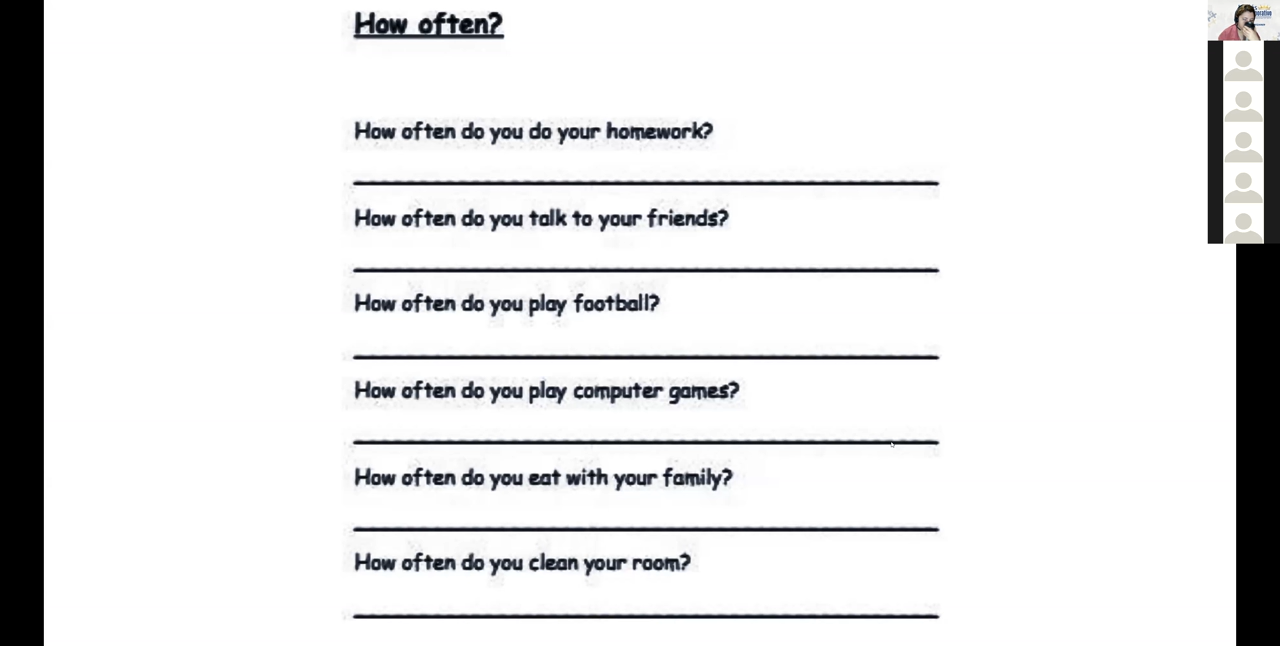 How often?
How often do you do your homework?
How often do you talk to your friends?
How often do you play football?
How often do you play computer games?
How often do you eat with your family?
How often do you clean your room?